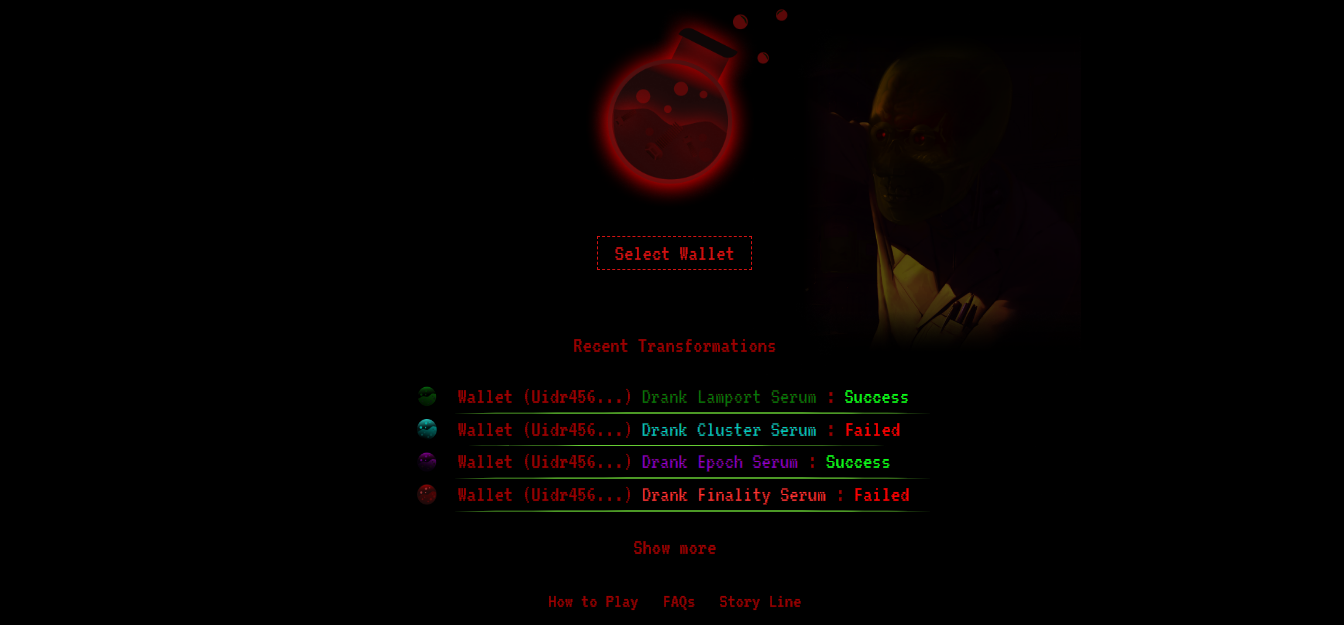 Select Wallet
Recent Transformations
Wallet (Uidr456...) Drank Lamport Serum : Success
Wallet (Uidr456...) Drank Cluster Serum : Failed
Wallet (Uidr456...) Drank Epoch Serum : Success
Wallet (Uidr456...) Drank Finality Serum : Failed
Show more
How to Play FAQs Story Line